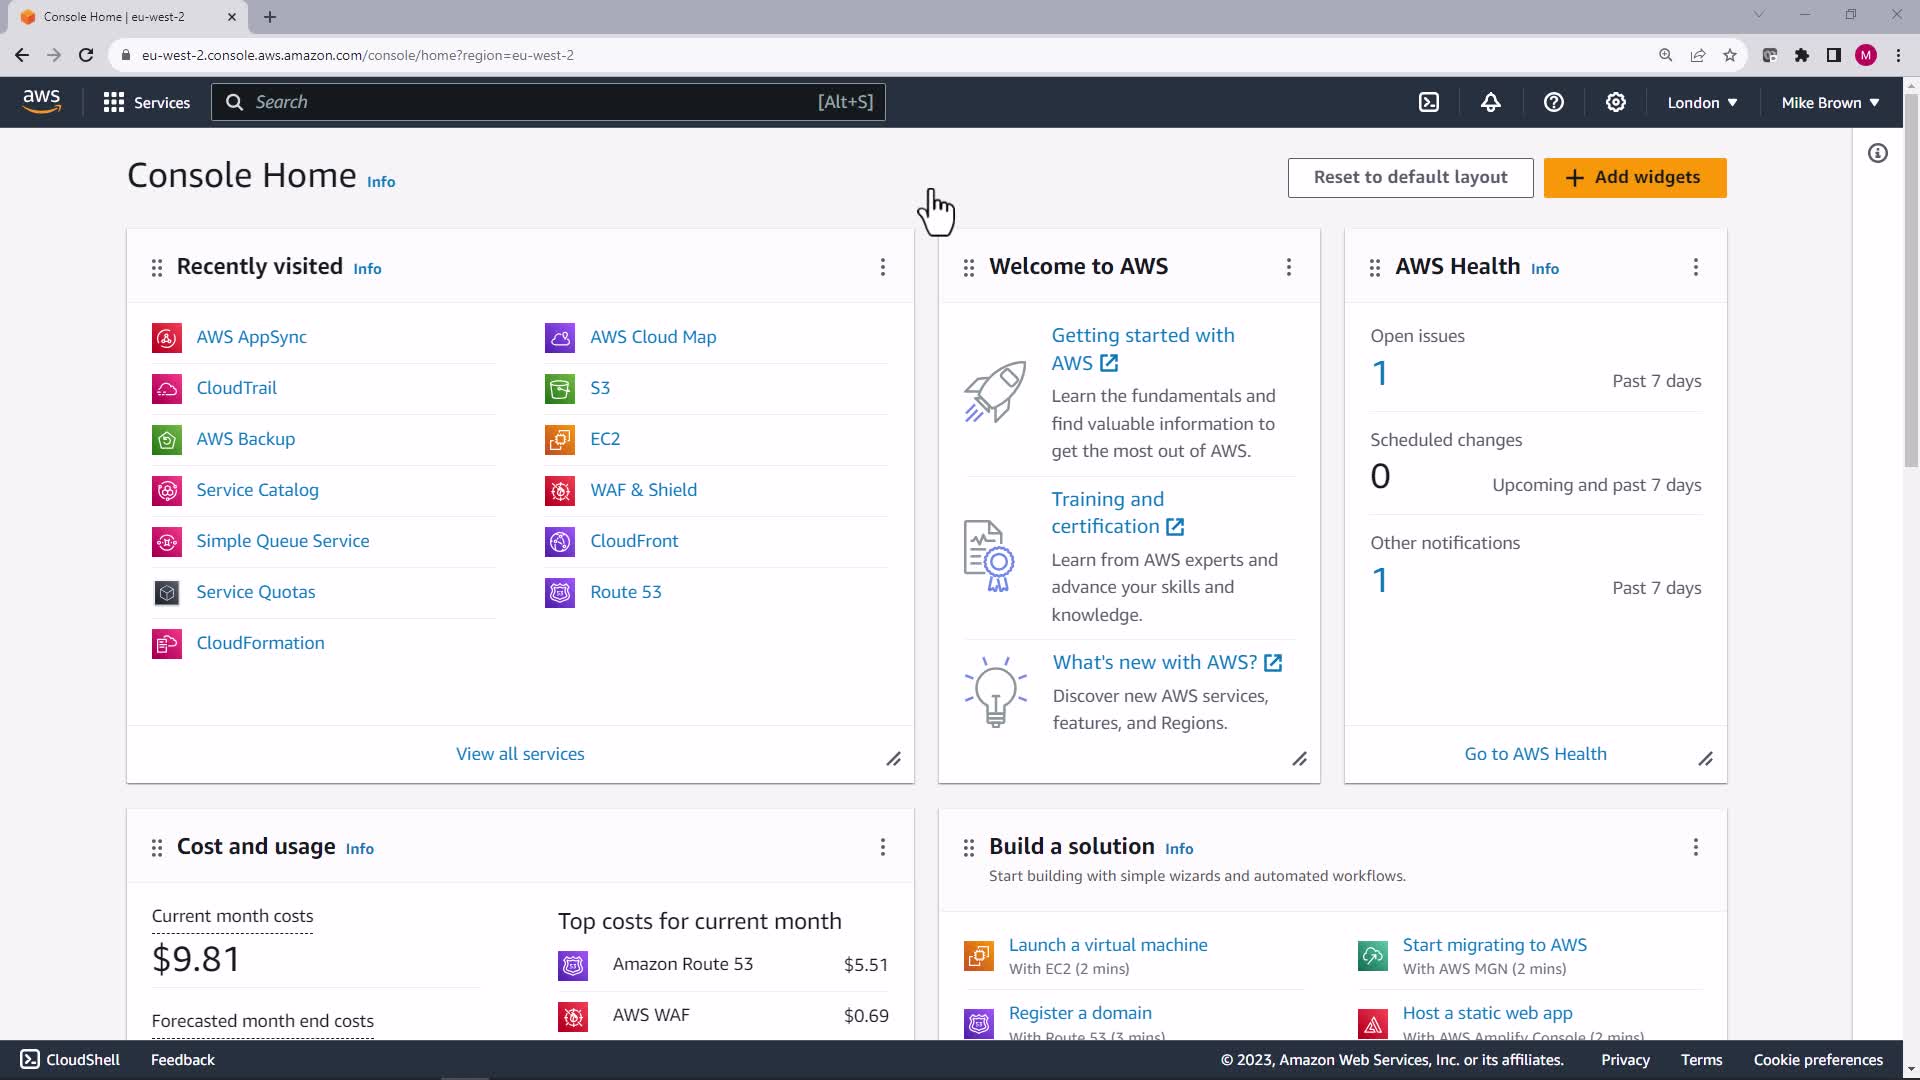 Console Home | eu-west-2
eu-west-2.console.aws.amazon.com/console/home?region=eu-west-2
M
aws
Services
Search
[Alt+S]
London
Mike Brown
Console Home Info
Reset to default layout
Add widgets
Recently visited Info
AWS AppSync
CloudTrail
AWS Backup
Service Catalog
Simple Queue Service
Service Quotas
CloudFormation
AWS Cloud Map
S3
EC2
WAF & Shield
CloudFront
Route 53
View all services
Welcome to AWS
Getting started with
AWS
Learn the fundamentals and
find valuable information to
get the most out of AWS.
Training and
certification
Learn from AWS experts and
advance your skills and
knowledge.
What's new with AWS?
Discover new AWS services,
features, and Regions.
AWS Health Info
Open issues
1
Past 7 days
Scheduled changes
0
Upcoming and past 7 days
Other notifications
1
Past 7 days
Go to AWS Health
Cost and usage Info
Current month costs
$9.81
Forecasted month end costs
Top costs for current month
Amazon Route 53 $5.51
AWS WAF $0.69
Build a solution Info
Start building with simple wizards and automated workflows.
Launch a virtual machine
With EC2 (2 mins)
Register a domain
With Route 53 (3 mins)
Start migrating to AWS
With AWS MGN (2 mins)
Host a static web app
With AWS Amplify Console (2 mins)
CloudShell
Feedback
© 2023, Amazon Web Services, Inc. or its affiliates.
Privacy
Terms
Cookie preferences